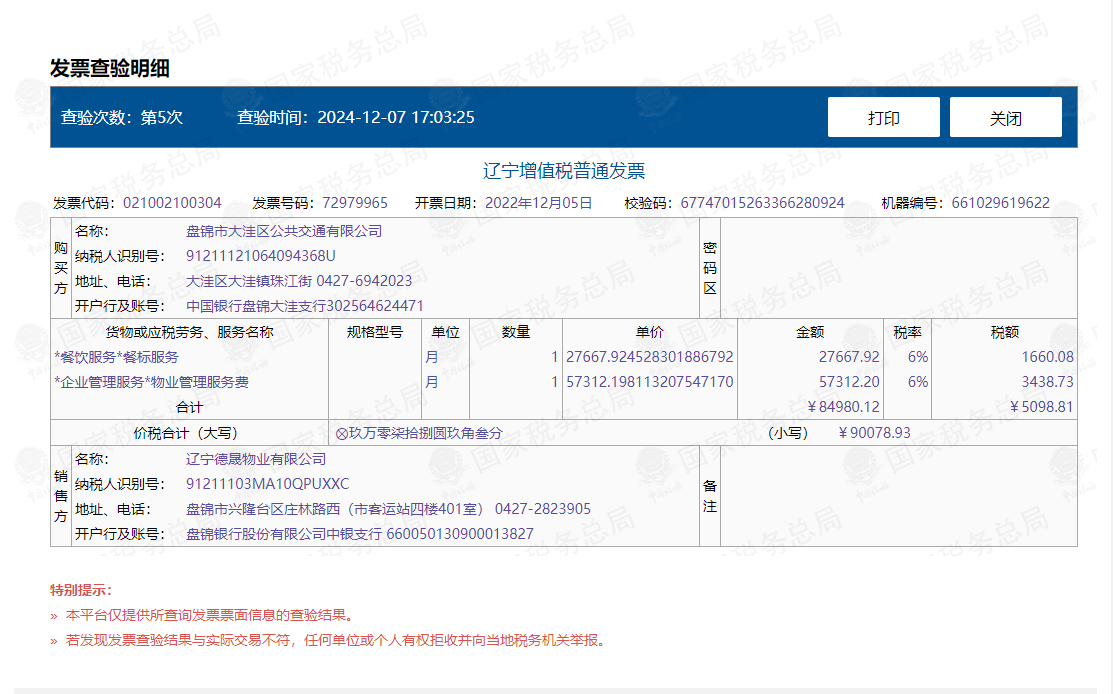 发票查验明细
查验次数：第5次 查验时间：2024-12-07 17:03:25 打印 关闭
辽宁增值税普通发票
发票代码：021002100304 发票号码：72979965 开票日期：2022年12月05日 校验码：67747015263366280924 机器编号：661029619622
购买方
名称： 盘锦市大洼区公共交通有限公司
纳税人识别号： 91211121064094368U
地址、电话： 大洼区大洼镇珠江街 0427-6942023
开户行及账号： 中国银行盘锦大洼支行302564624471
密码区
货物或应税劳务、服务名称 规格型号 单位 数量 单价 金额 税率 税额
*餐饮服务*餐标服务 月 1 27667.924528301886792 27667.92 6% 1660.08
*企业管理服务*物业管理服务费 月 1 57312.198113207547170 57312.20 6% 3438.73
合计 ￥84980.12 ￥5098.81
价税合计（大写） ⊗玖万零柒拾捌圆玖角叁分 （小写） ￥90078.93
销售方
名称： 辽宁德晟物业有限公司
纳税人识别号： 91211103MA10QPUXXC
地址、电话： 盘锦市兴隆台区庄林路西（市客运站四楼401室） 0427-2823905
开户行及账号： 盘锦银行股份有限公司中银支行 660050130900013827
备注
特别提示：
» 本平台仅提供所查询发票票面信息的查验结果。
» 若发现发票查验结果与实际交易不符，任何单位或个人有权拒收并向当地税务机关举报。
国家税务总局